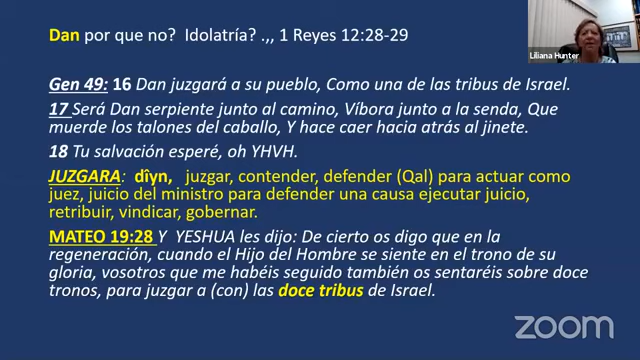 Dan por que no? Idolatría? .,, 1 Reyes 12:28-29
Liliana Hunter
Gen 49: 16 Dan juzgará a su pueblo, Como una de las tribus de Israel.
17 Será Dan serpiente junto al camino, Víbora junto a la senda, Que
muerde los talones del caballo, Y hace caer hacia atrás al jinete.
18 Tu salvación esperé, oh YHVH.
JUZGARA: dîyn, juzgar, contender, defender (Qal) para actuar como
juez, juicio del ministro para defender una causa ejecutar juicio,
retribuir, vindicar, gobernar.
MATEO 19:28 Y YESHUA les dijo: De cierto os digo que en la
regeneración, cuando el Hijo del Hombre se siente en el trono de su
gloria, vosotros que me habéis seguido también os sentaréis sobre doce
tronos, para juzgar a (con) las doce tribus de Israel.
zoom